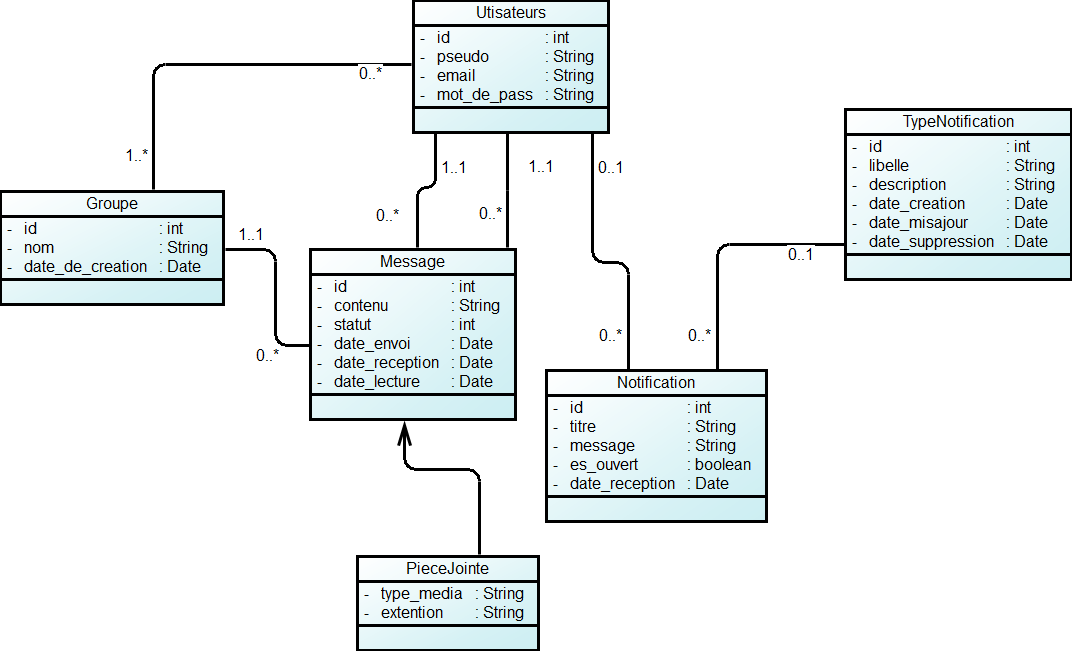 Utisateurs
- id : int
- pseudo : String
- email : String
- mot_de_pass : String
0..*
1..*
1..1
0..*
1..1
0..*
0..1
0..*
TypeNotification
- id : int
- libelle : String
- description : String
- date_creation : Date
- date_misajour : Date
- date_suppression : Date
0..1
0..*
Groupe
- id : int
- nom : String
- date_de_creation : Date
1..1
0..*
Message
- id : int
- contenu : String
- statut : int
- date_envoi : Date
- date_reception : Date
- date_lecture : Date
Notification
- id : int
- titre : String
- message : String
- es_ouvert : boolean
- date_reception : Date
PieceJointe
- type_media : String
- extention : String